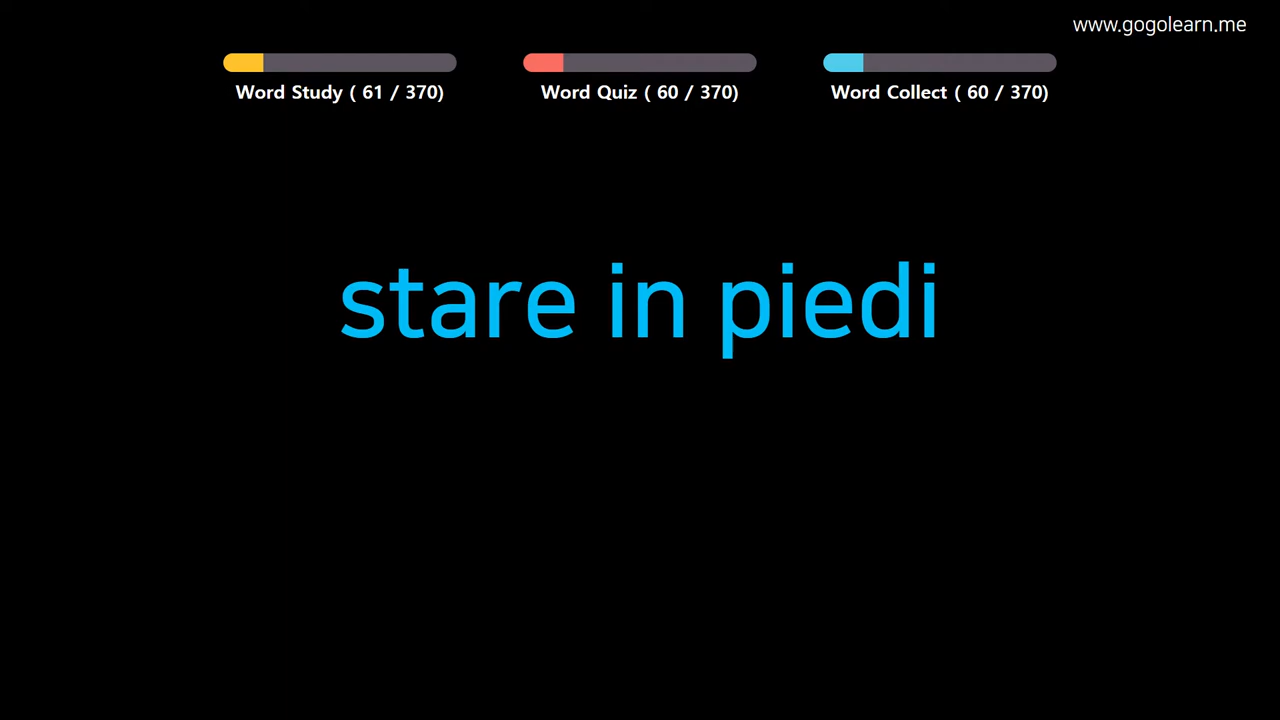 www.gogolearn.me
Word Study ( 61 / 370)
Word Quiz ( 60 / 370)
Word Collect ( 60 / 370)
stare in piedi